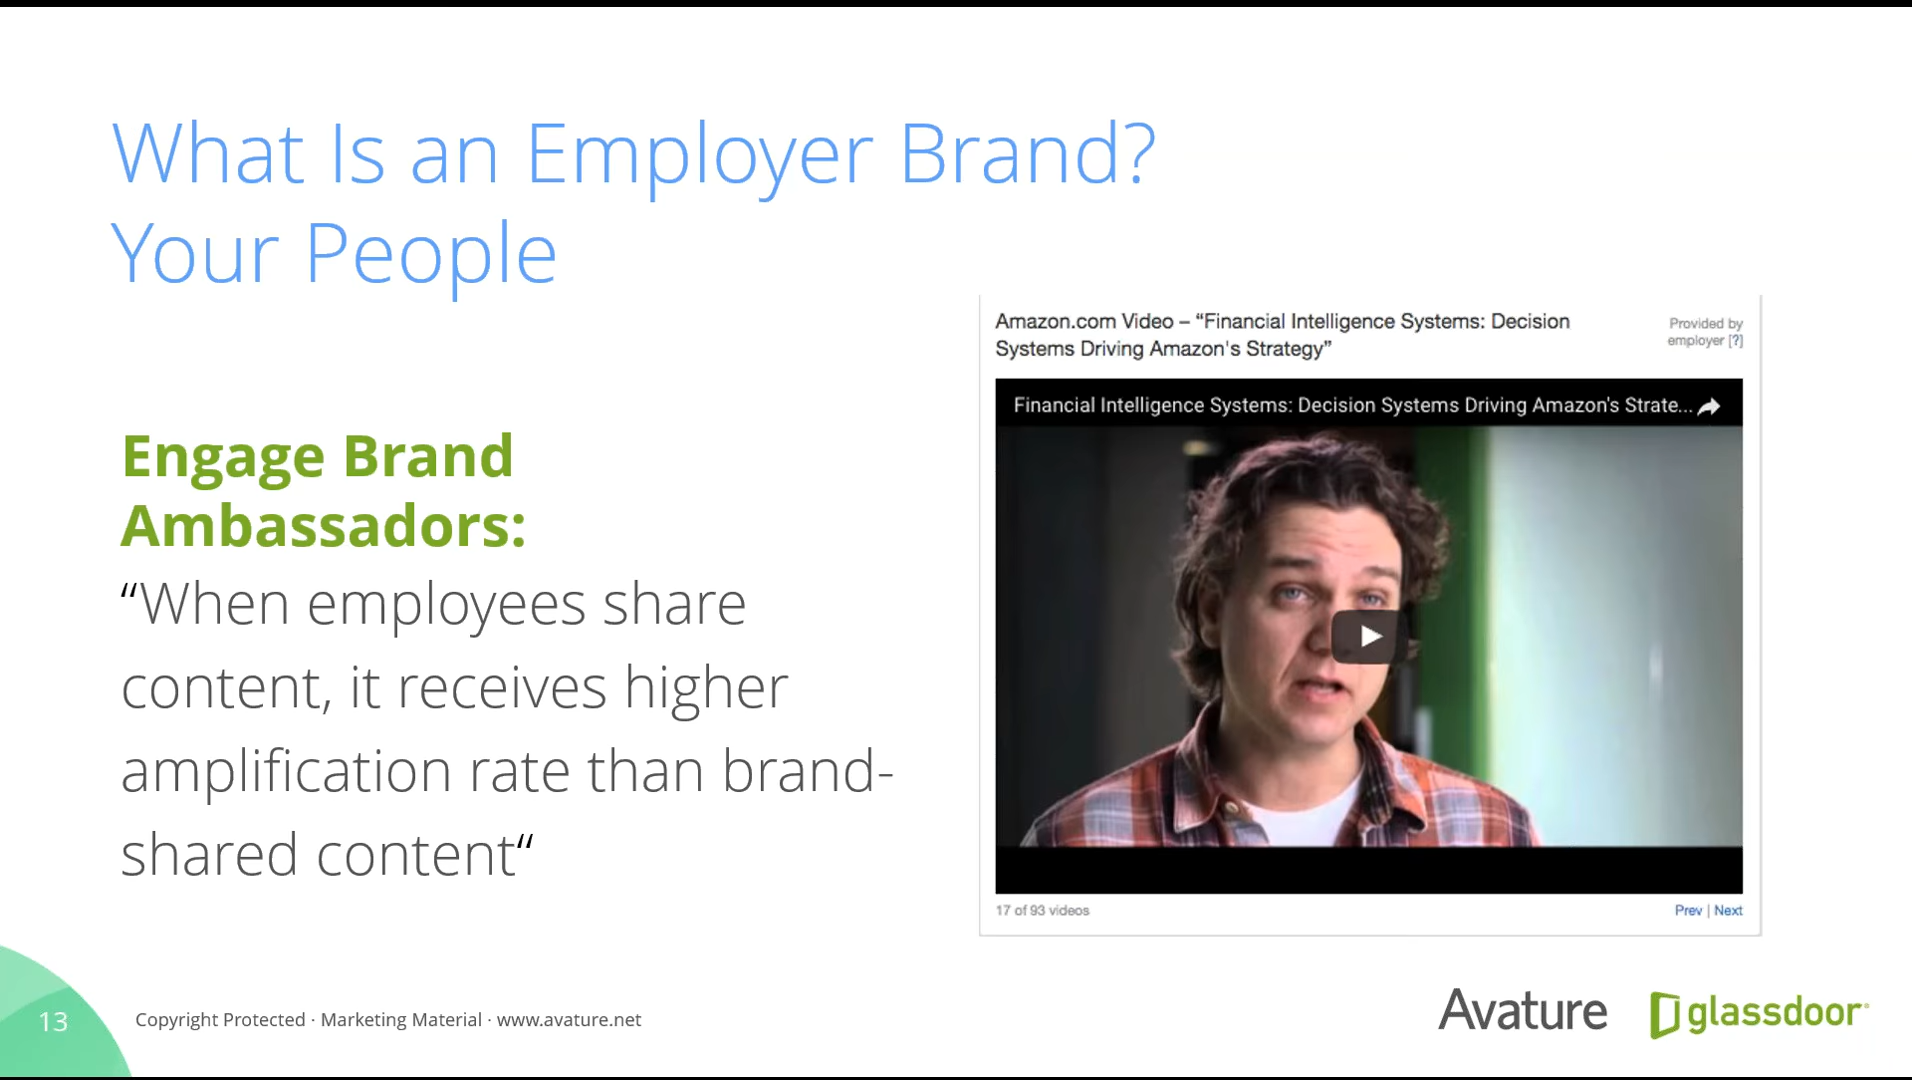 What Is an Employer Brand?
Your People
Engage Brand
Ambassadors:
“When employees share
content, it receives higher
amplification rate than brand-
shared content“
Amazon.com Video – “Financial Intelligence Systems: Decision
Systems Driving Amazon's Strategy”
Provided by
employer [?]
Financial Intelligence Systems: Decision Systems Driving Amazon's Strate...
17 of 93 videos
Prev | Next
13
Copyright Protected · Marketing Material · www.avature.net
Avature
glassdoor